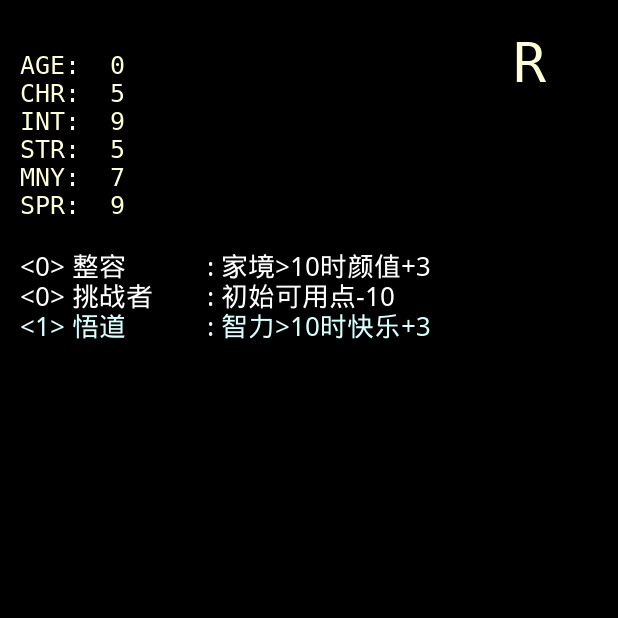 R
AGE: 0
CHR: 5
INT: 9
STR: 5
MNY: 7
SPR: 9
<0> 整容 : 家境>10时颜值+3
<0> 挑战者 : 初始可用点-10
<1> 悟道 : 智力>10时快乐+3